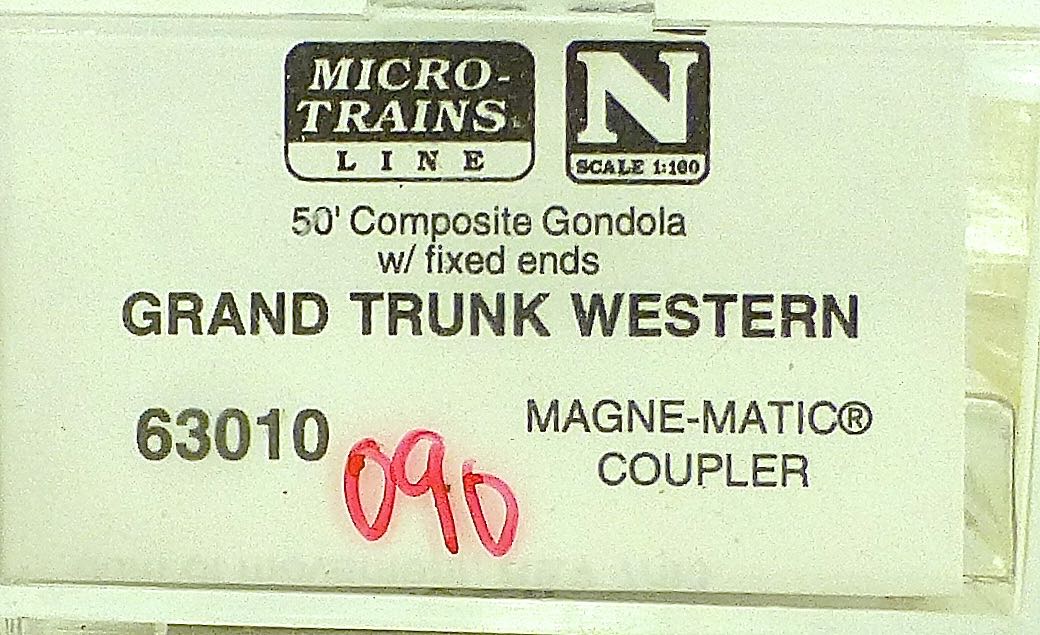 MICRO-
TRAINS
LINE
N
SCALE 1:160
50' Composite Gondola
w/ fixed ends
GRAND TRUNK WESTERN
63010
090
MAGNE-MATIC®
COUPLER